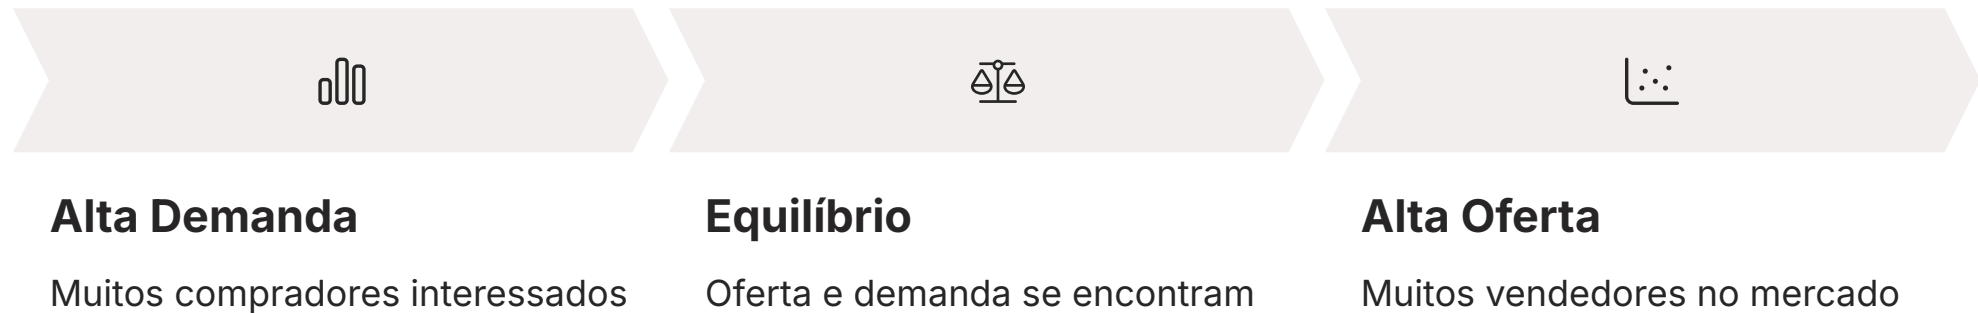 Alta Demanda
Muitos compradores interessados
Equilíbrio
Oferta e demanda se encontram
Alta Oferta
Muitos vendedores no mercado